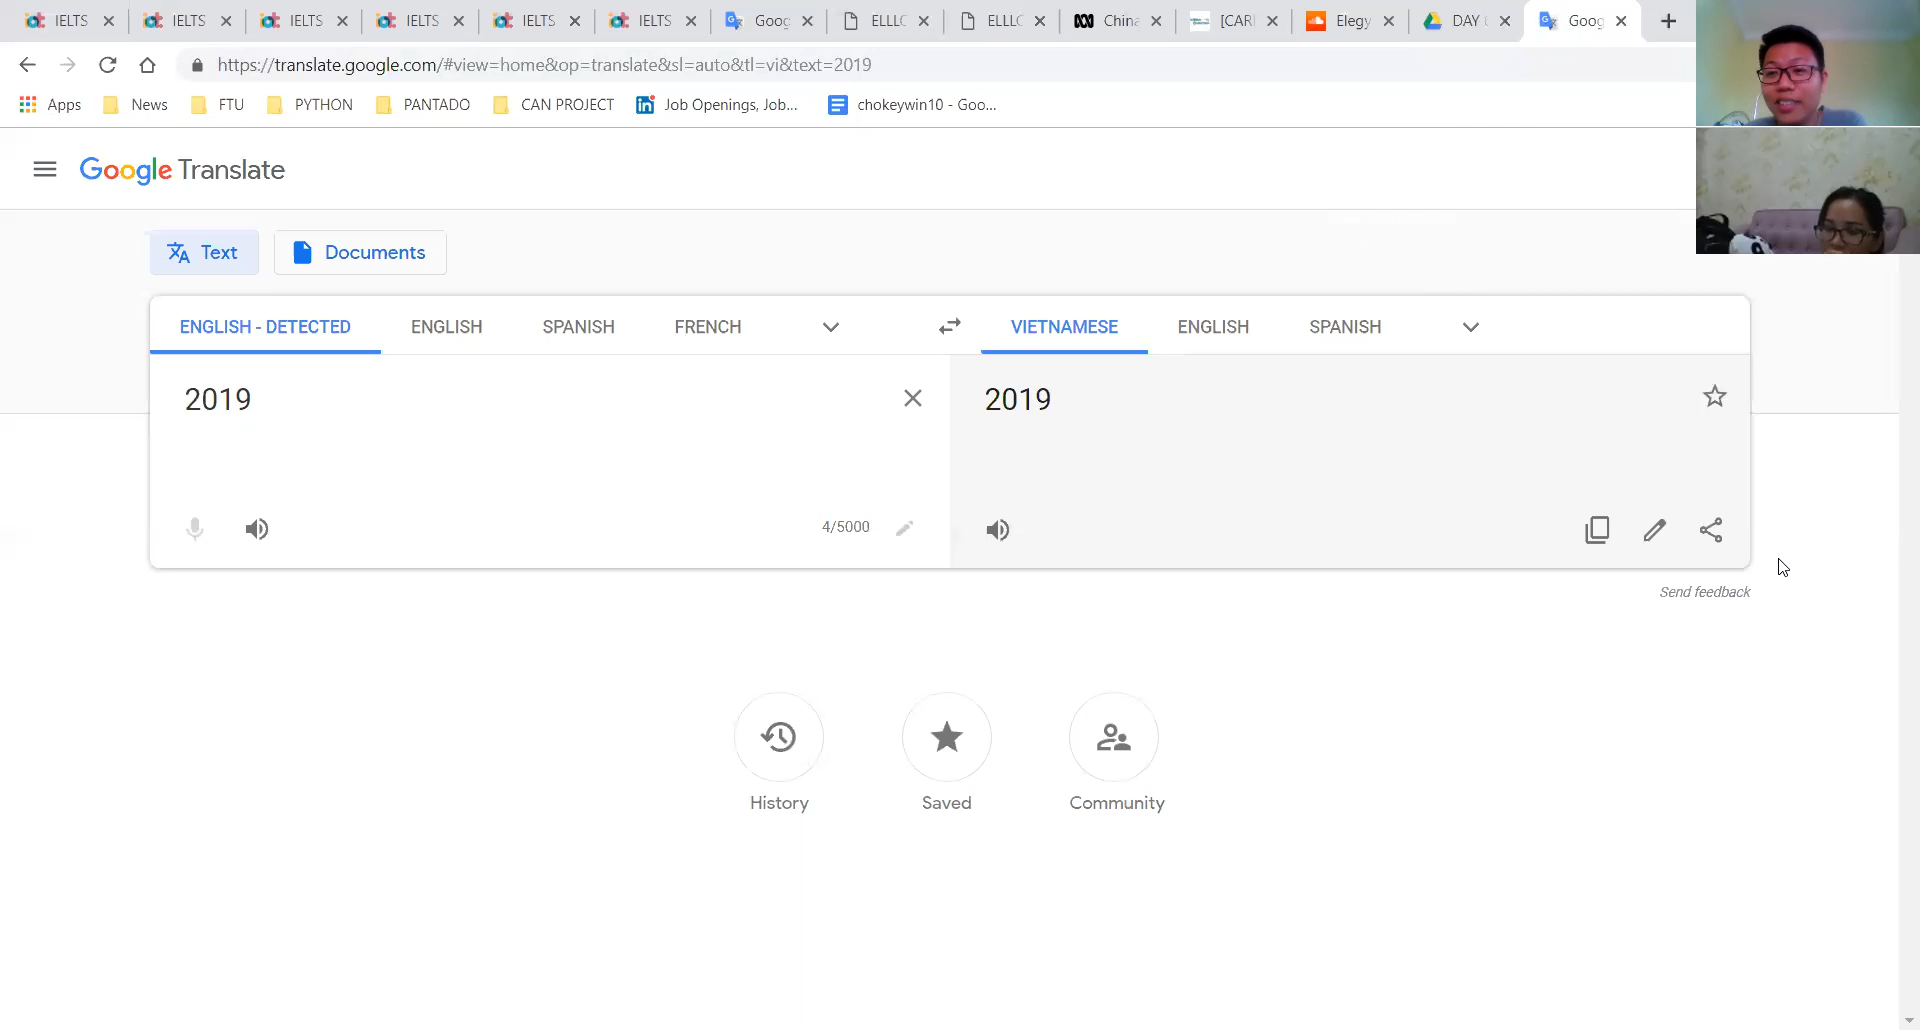 IELTS IELTS IELTS IELTS IELTS IELTS Goog ELLLC ELLLC China [CAR Elegy DAY Goog
https://translate.google.com/#view=home&op=translate&sl=auto&tl=vi&text=2019
Apps News FTU PYTHON PANTADO CAN PROJECT Job Openings, Job... chokeywin10 - Goo...
Google Translate
Text Documents
ENGLISH - DETECTED ENGLISH SPANISH FRENCH VIETNAMESE ENGLISH SPANISH
2019 2019
4/5000
Send feedback
History Saved Community